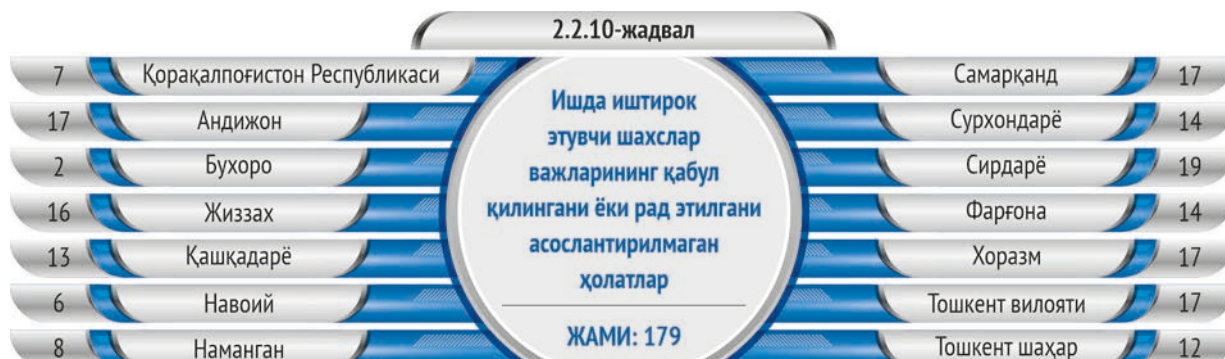 2.2.10-жадвал
7 Қорақалпоғистон Республикаси
17 Андижон
2 Бухоро
16 Жиззах
13 Қашқадарё
6 Навоий
8 Наманган
Ишда иштирок
этувчи шахслар
важларининг қабул
қилингани ёки рад этилгани
асослантирилмаган
ҳолатлар
ЖАМИ: 179
Самарқанд 17
Сурхондарё 14
Сирдарё 19
Фарғона 14
Хоразм 17
Тошкент вилояти 17
Тошкент шаҳар 12